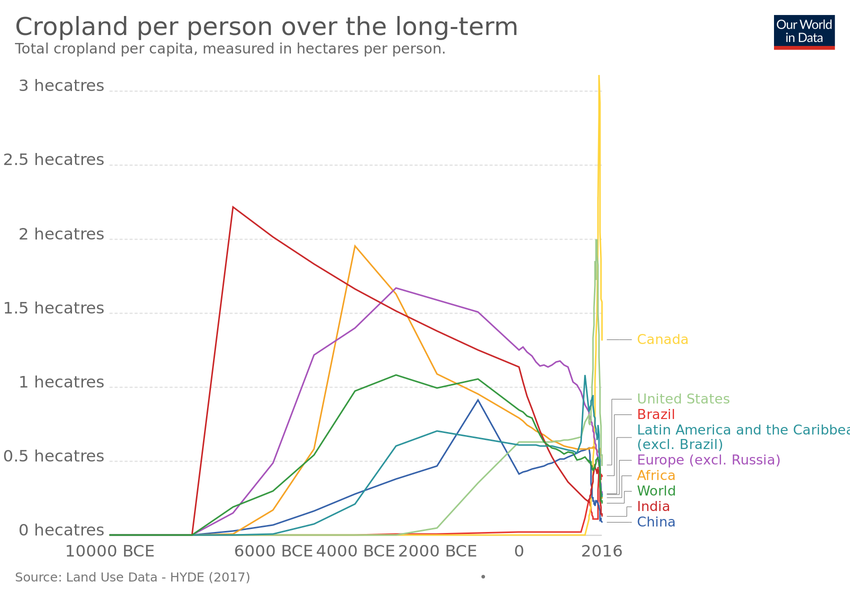 Cropland per person over the long-term
Total cropland per capita, measured in hectares per person.
Our World
in Data
3 hecatres
2.5 hecatres
2 hecatres
1.5 hecatres
1 hecatres
0.5 hecatres
0 hecatres
10000 BCE 6000 BCE 4000 BCE 2000 BCE 0 2016
Canada
United States
Brazil
Latin America and the Caribbea
(excl. Brazil)
Europe (excl. Russia)
Africa
World
India
China
Source: Land Use Data - HYDE (2017) •